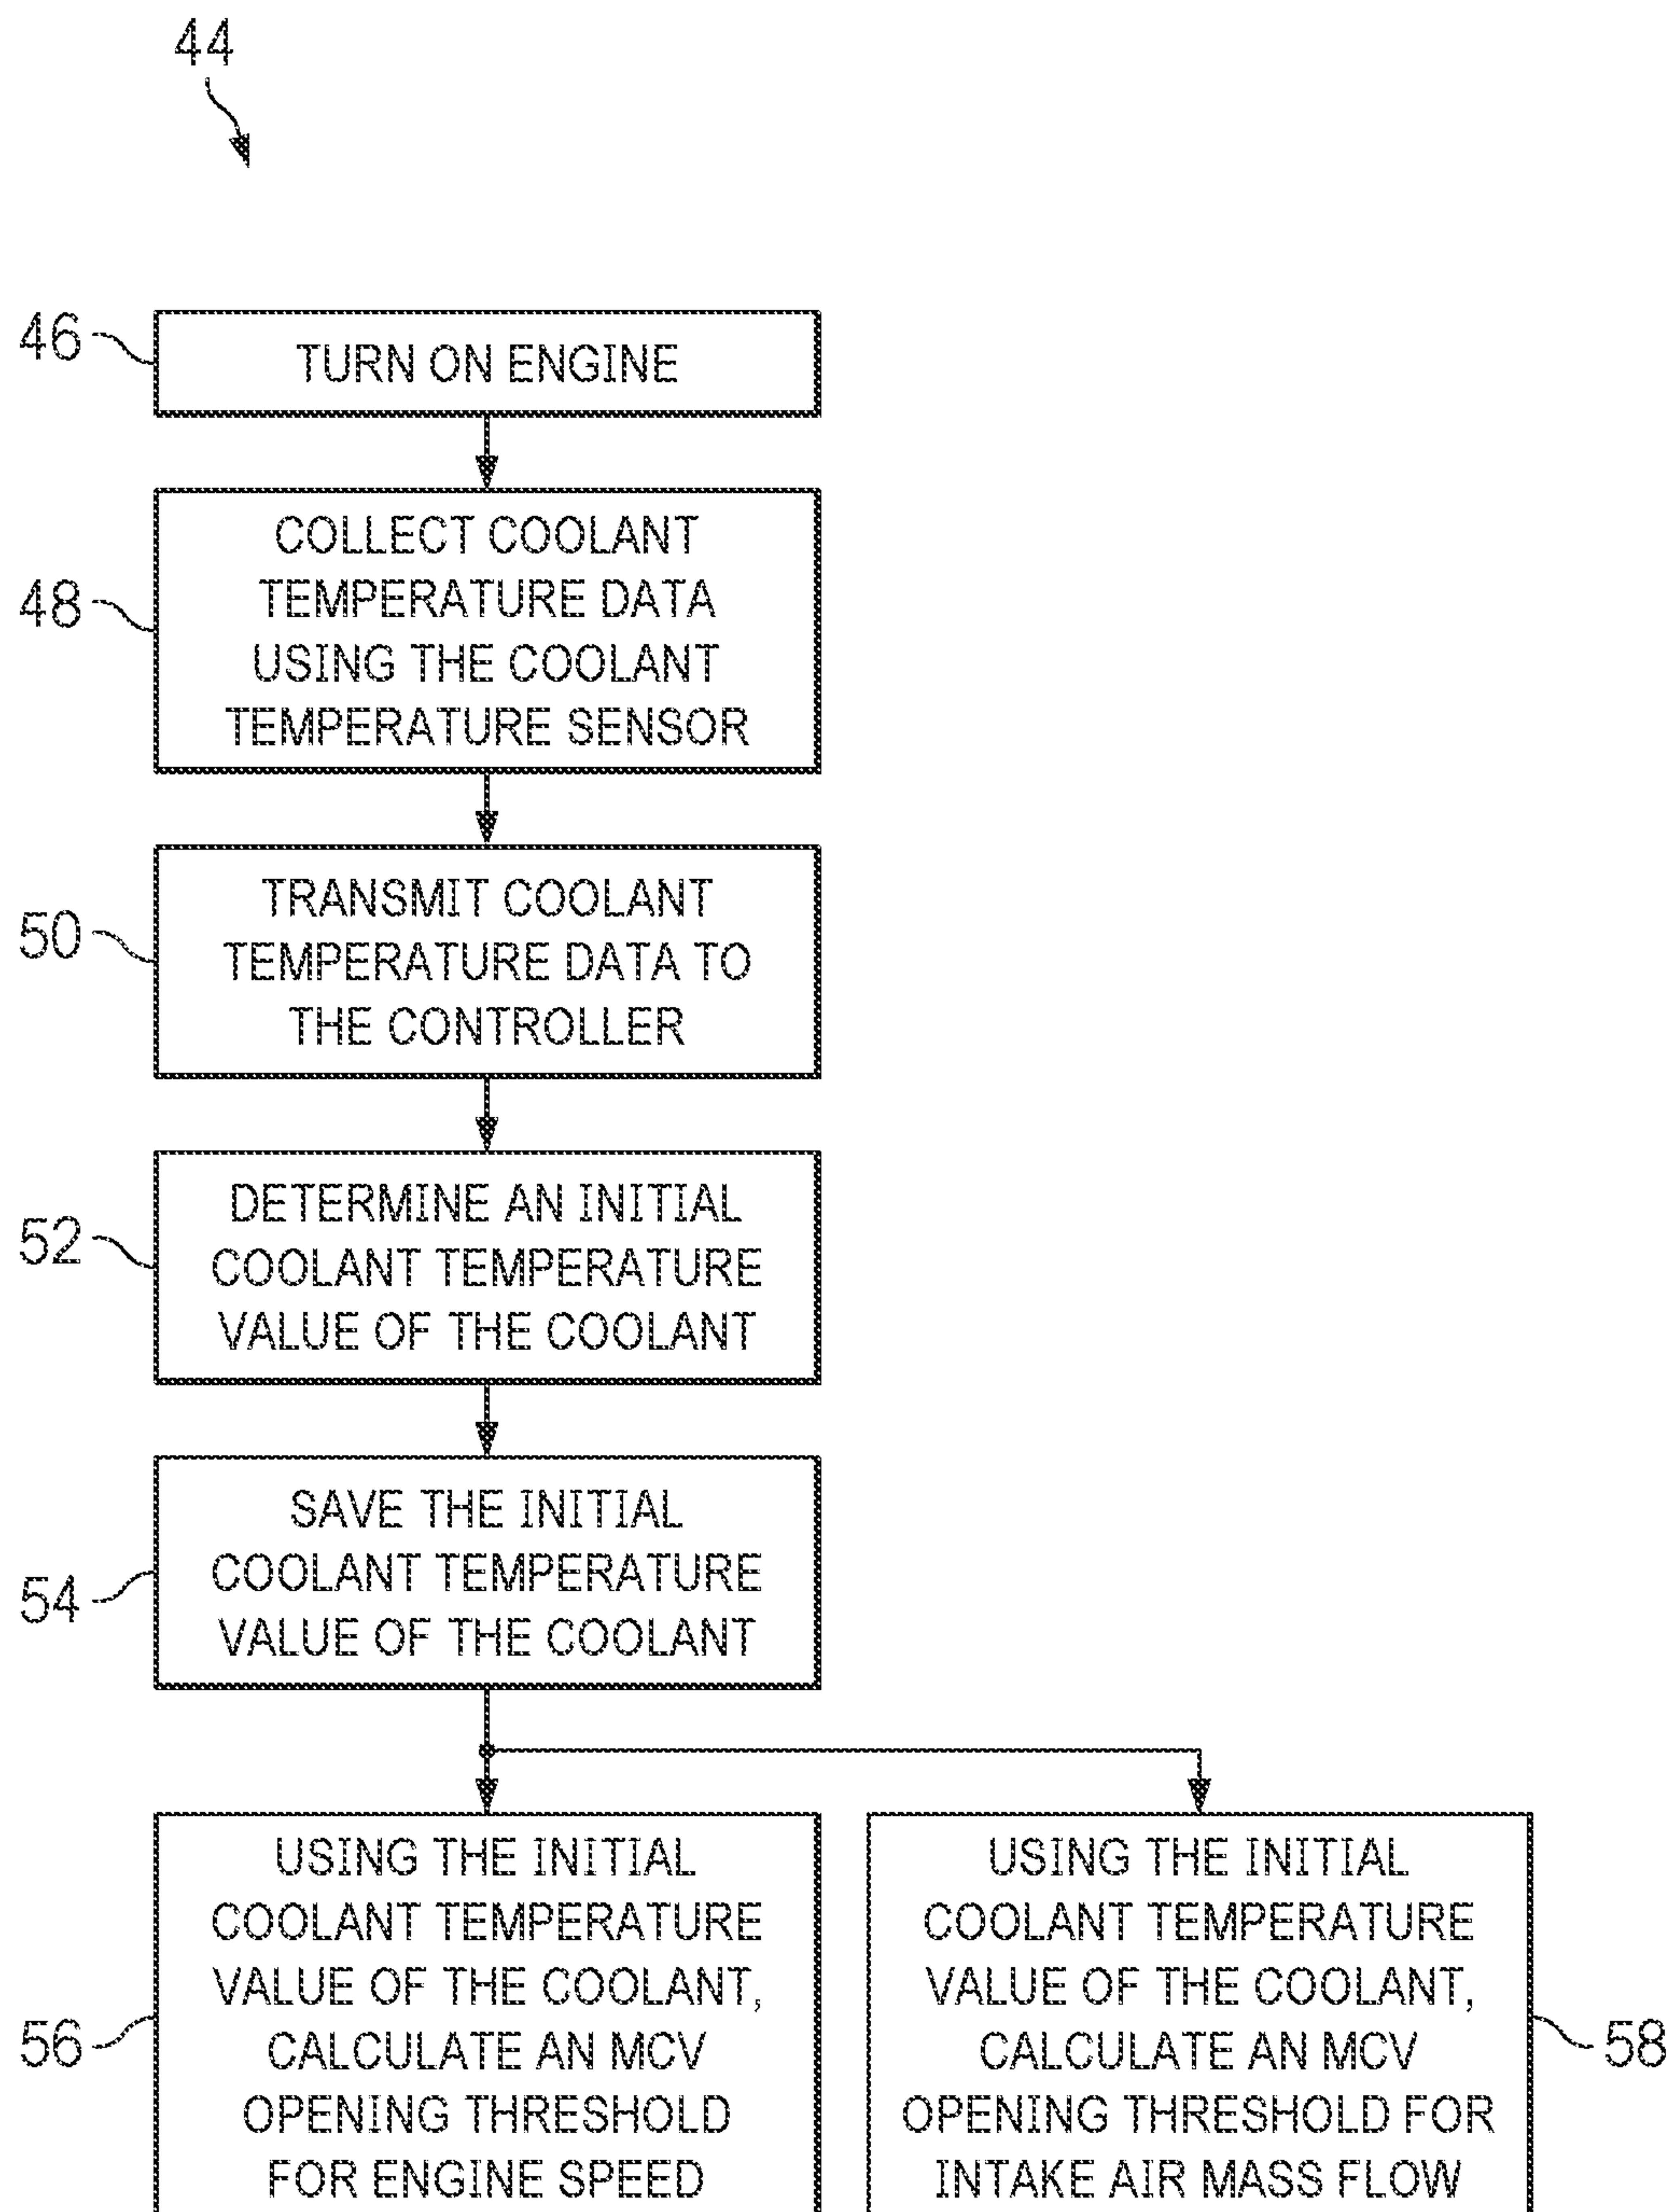 44
46
TURN ON ENGINE
48
COLLECT COOLANT
TEMPERATURE DATA
USING THE COOLANT
TEMPERATURE SENSOR
50
TRANSMIT COOLANT
TEMPERATURE DATA TO
THE CONTROLLER
52
DETERMINE AN INITIAL
COOLANT TEMPERATURE
VALUE OF THE COOLANT
54
SAVE THE INITIAL
COOLANT TEMPERATURE
VALUE OF THE COOLANT
56
USING THE INITIAL
COOLANT TEMPERATURE
VALUE OF THE COOLANT,
CALCULATE AN MCV
OPENING THRESHOLD
FOR ENGINE SPEED
USING THE INITIAL
COOLANT TEMPERATURE
VALUE OF THE COOLANT,
CALCULATE AN MCV
OPENING THRESHOLD FOR
INTAKE AIR MASS FLOW
58